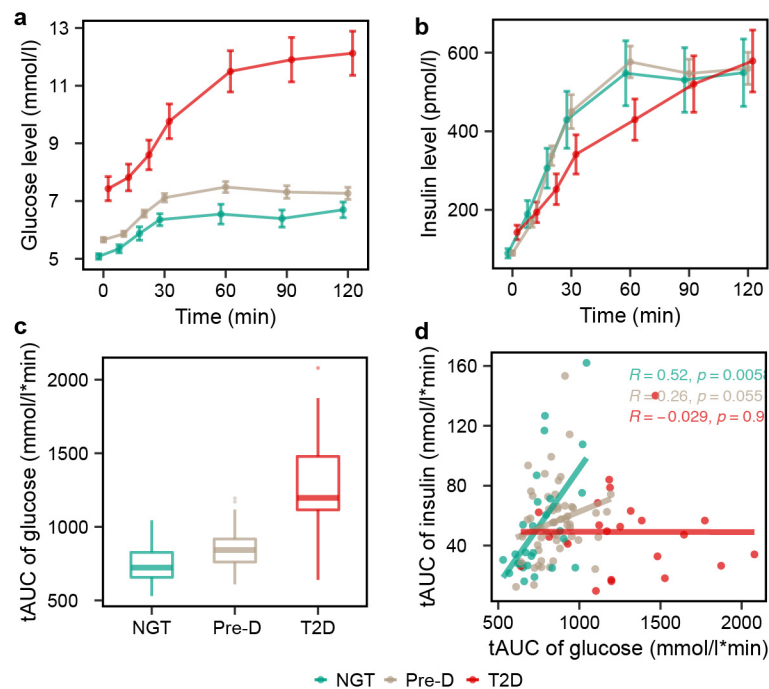 a
13
11
9
7
5
Glucose level (mmol/l)
0 30 60 90 120
Time (min)
b
600
400
200
Insulin level (pmol/l)
0 30 60 90 120
Time (min)
c
2000
1500
1000
500
tAUC of glucose (mmol/l*min)
NGT Pre-D T2D
d
160
120
80
40
tAUC of insulin (nmol/l*min)
R = 0.52, p = 0.005
R = 0.26, p = 0.055
R = −0.029, p = 0.9
500 1000 1500 2000
tAUC of glucose (mmol/l*min)
NGT Pre-D T2D